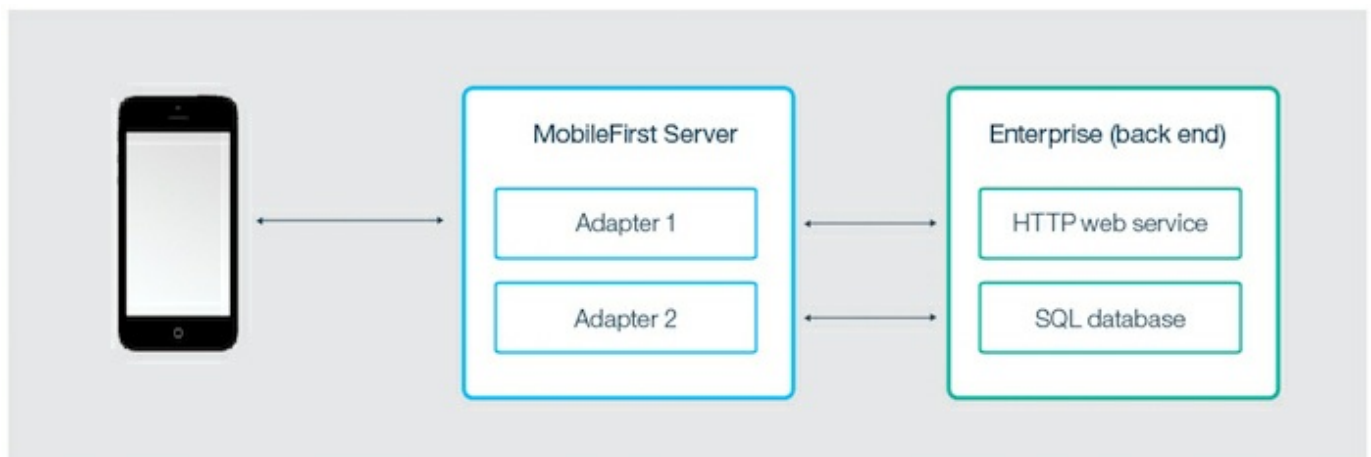 MobileFirst Server
Adapter 1
Adapter 2
Enterprise (back end)
HTTP web service
SQL database